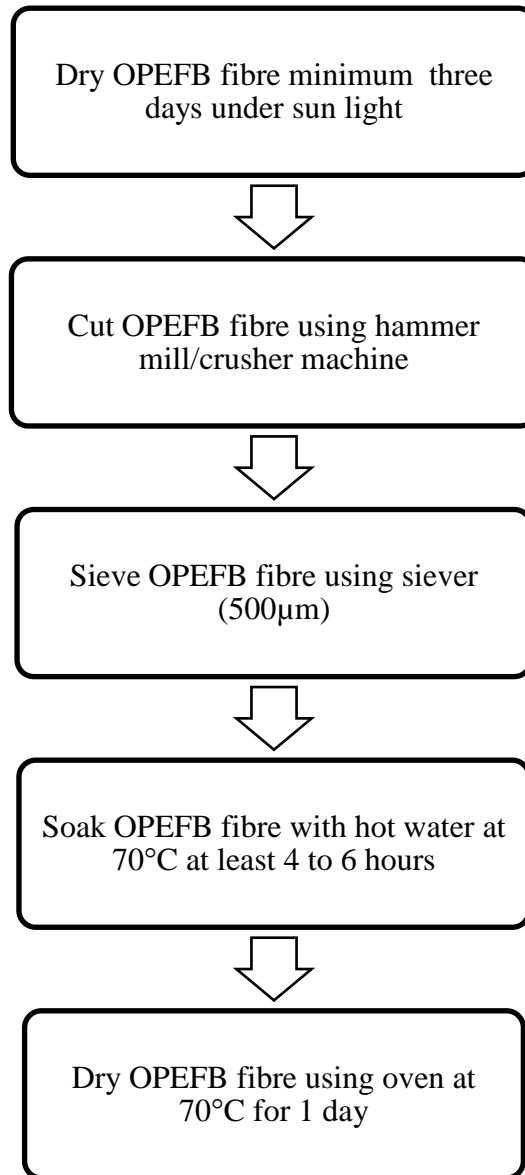 Dry OPEFB fibre minimum  three
days under sun light
Cut OPEFB fibre using hammer
mill/crusher machine
Sieve OPEFB fibre using siever
(500µm)
Soak OPEFB fibre with hot water at
70°C at least 4 to 6 hours
Dry OPEFB fibre using oven at
70°C for 1 day